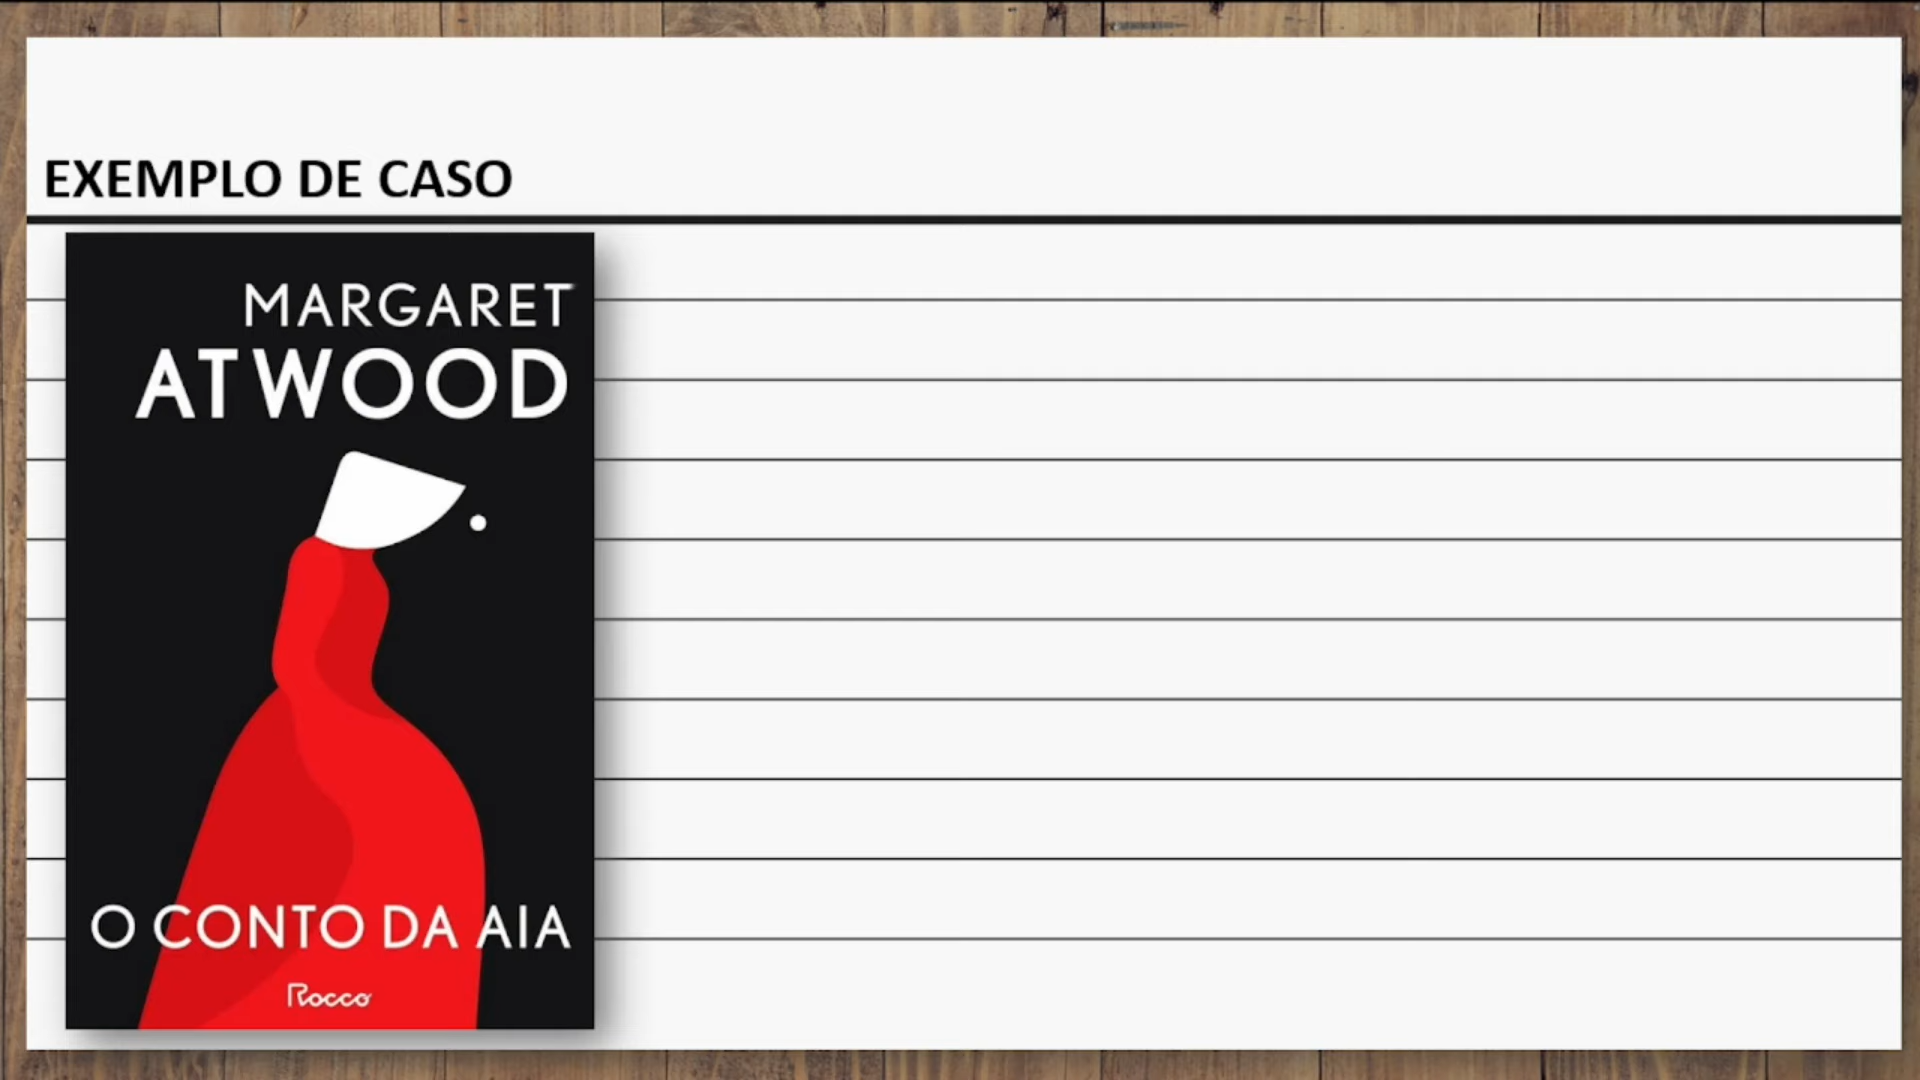 EXEMPLO DE CASO
MARGARET
ATWOOD
O CONTO DA AIA
Rocco